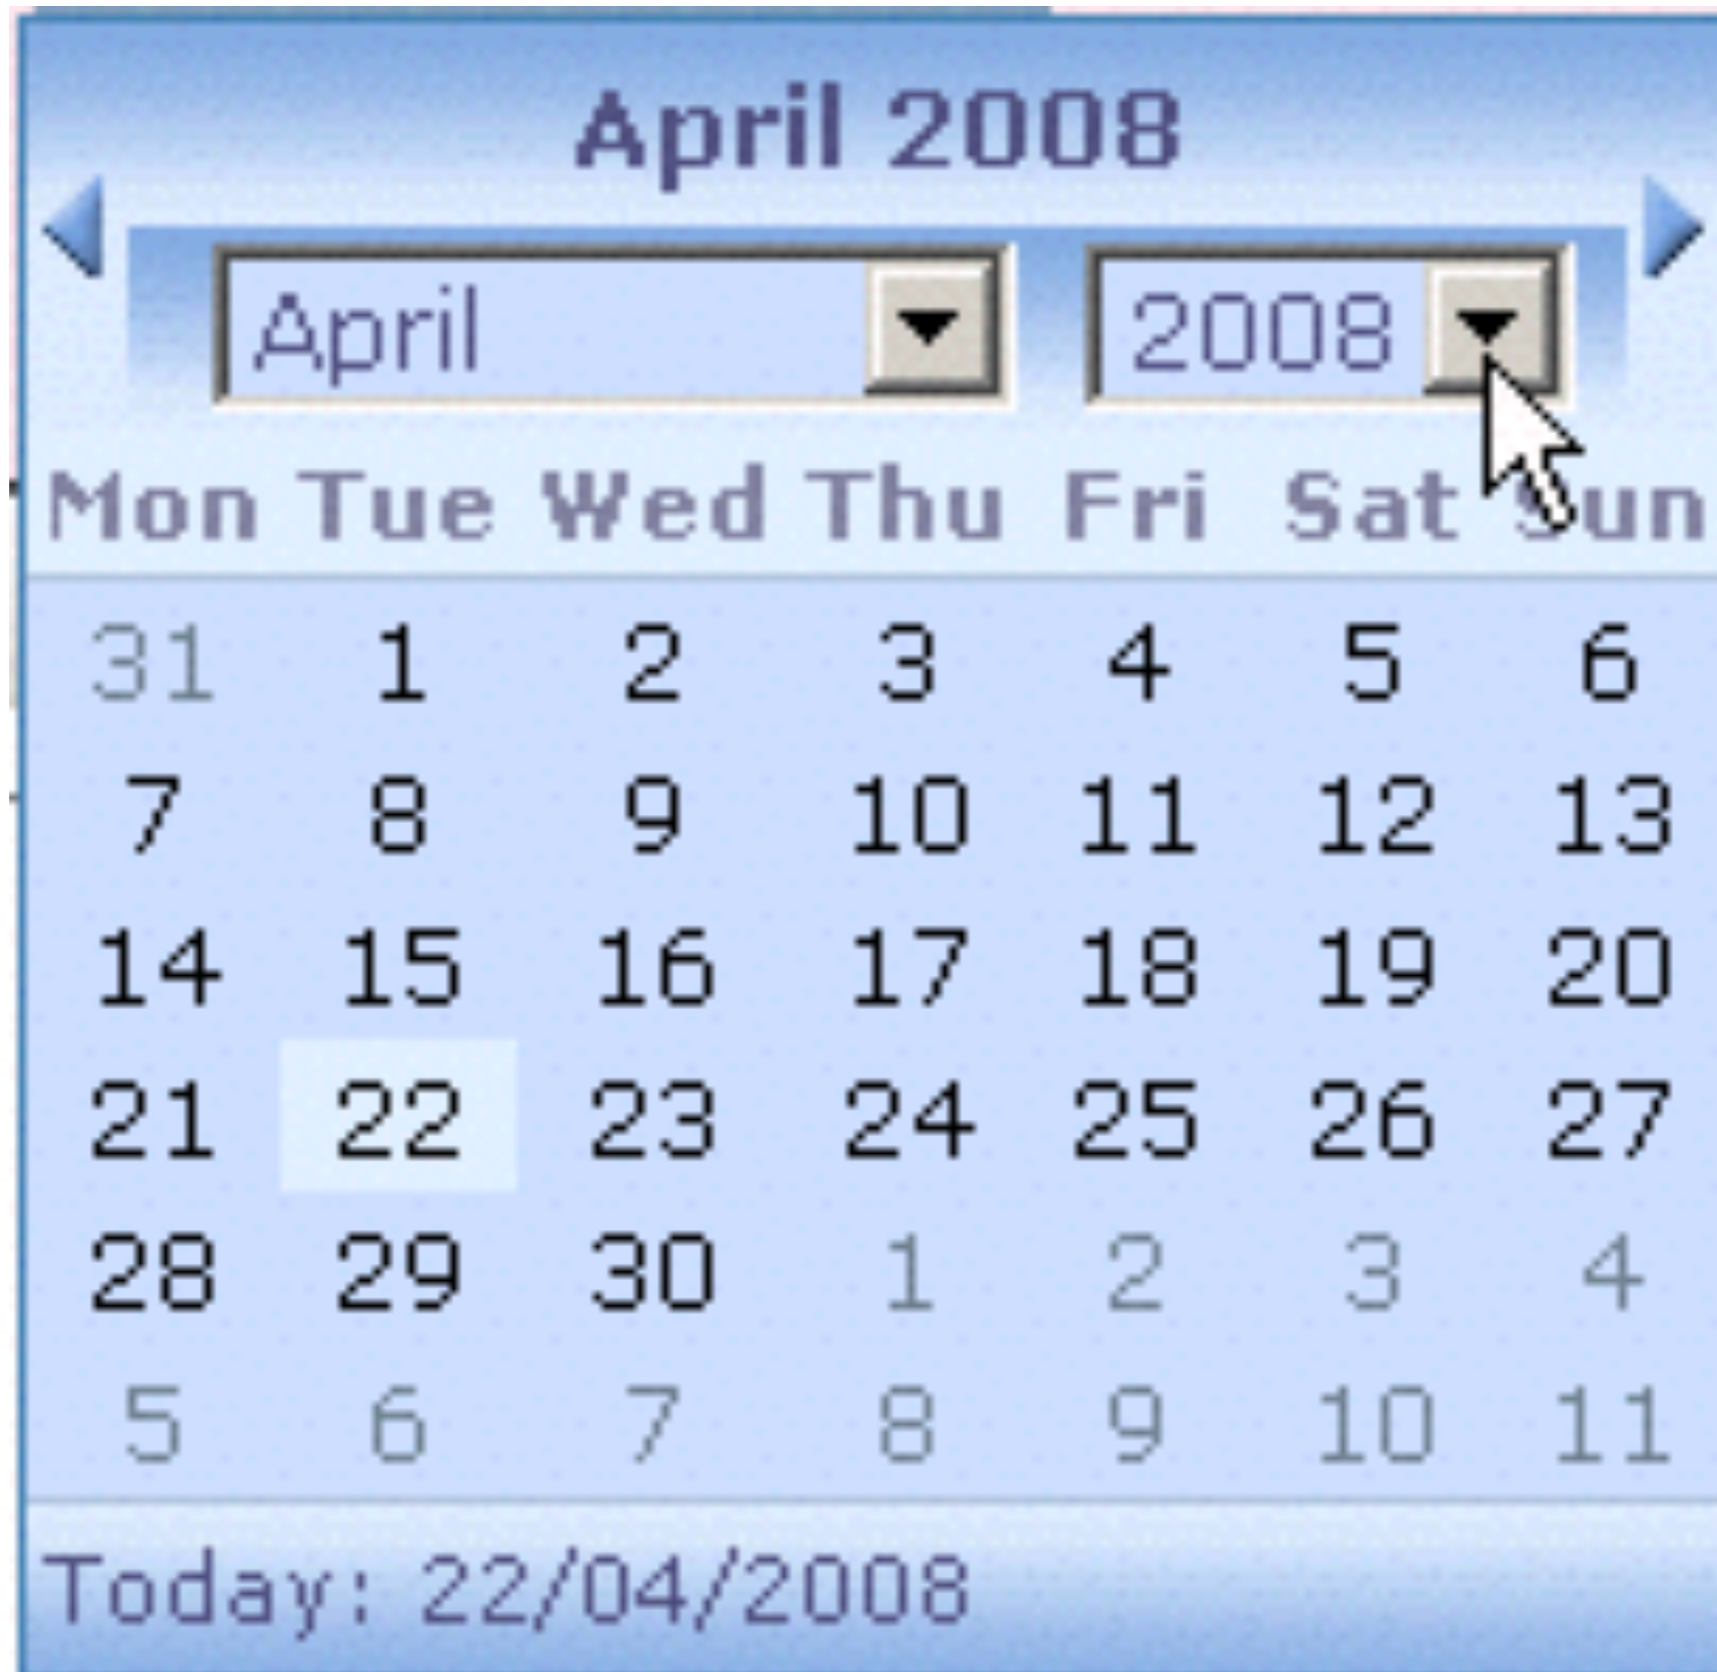 April 2008
April 2008
Mon Tue Wed Thu Fri Sat Sun
31 1 2 3 4 5 6
7 8 9 10 11 12 13
14 15 16 17 18 19 20
21 22 23 24 25 26 27
28 29 30 1 2 3 4
5 6 7 8 9 10 11
Today: 22/04/2008